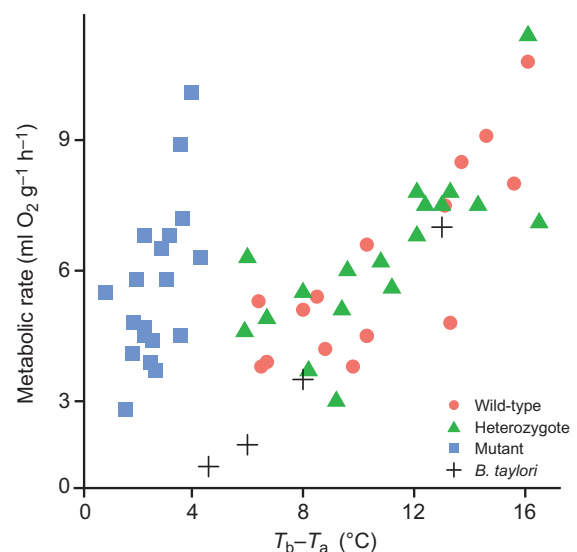 Metabolic rate (ml O₂ g⁻¹ h⁻¹)
9
6
3
0
Wild-type
Heterozygote
Mutant
B. taylori
0
4
8
12
16
Tb–Ta (°C)